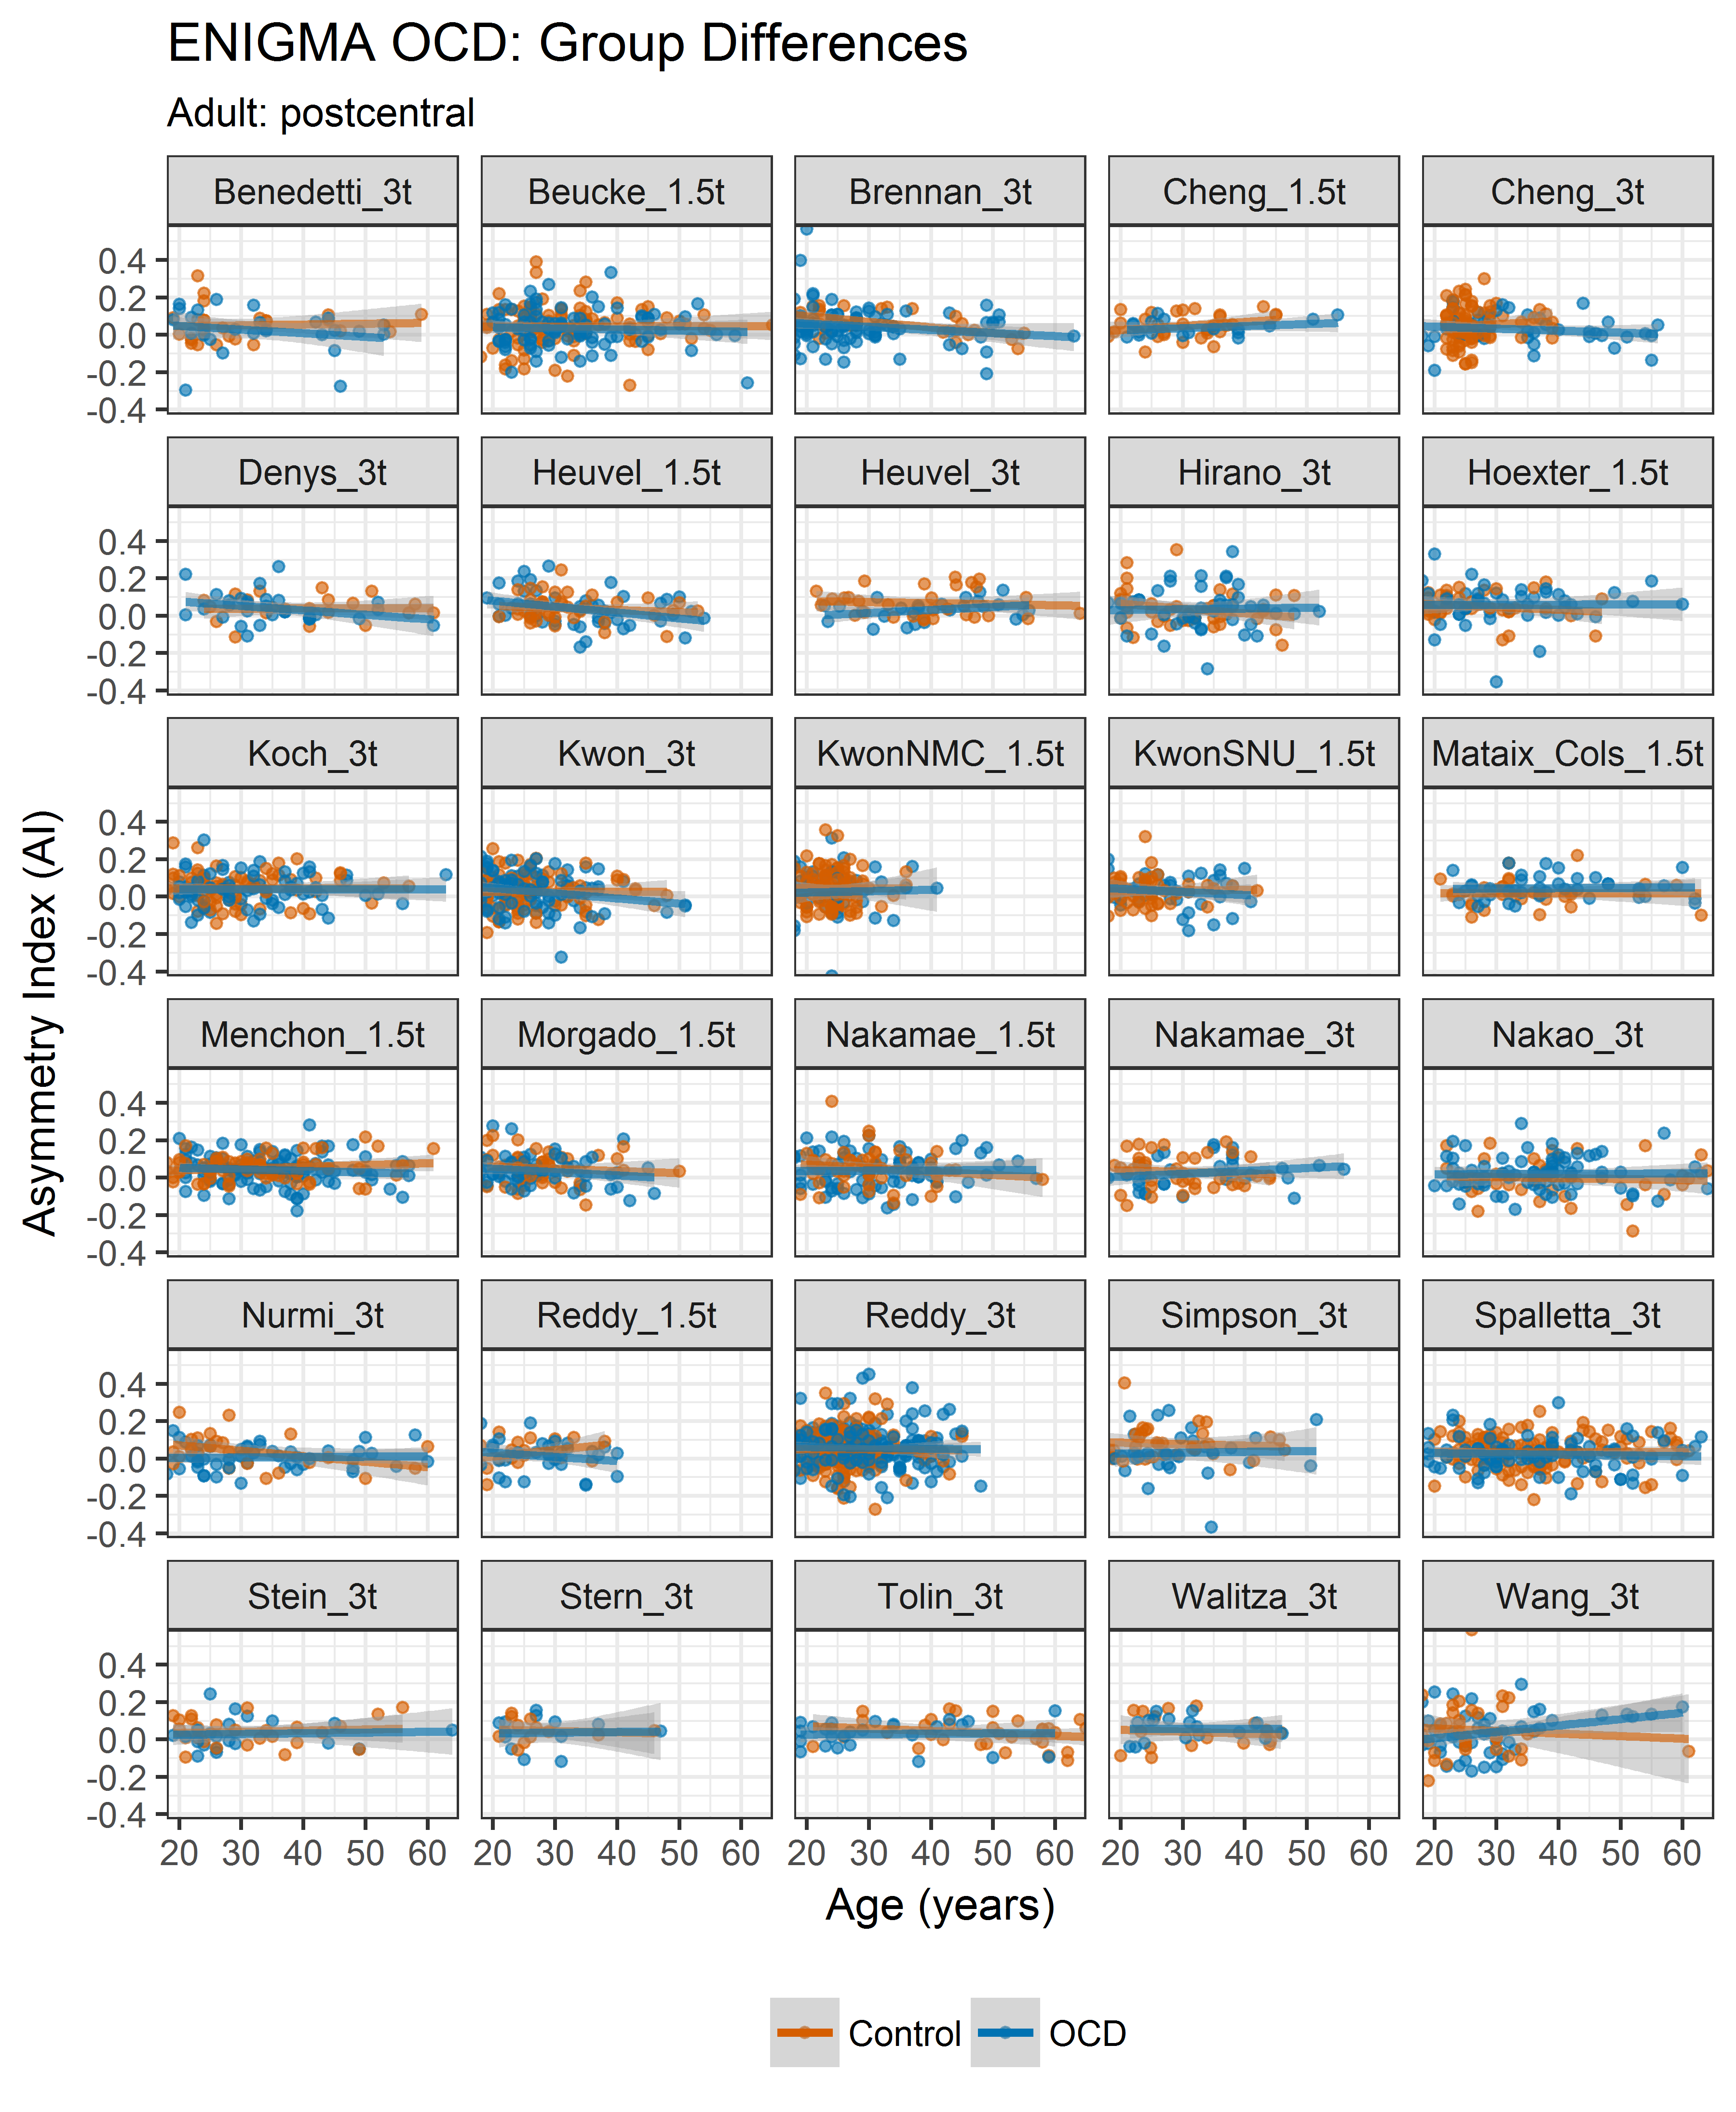 ENIGMA OCD: Group Differences
Adult: postcentral
Benedetti_3t Beucke_1.5t Brennan_3t Cheng_1.5t Cheng_3t
0.4
0.2
0.0
-0.2
-0.4
Denys_3t Heuvel_1.5t Heuvel_3t Hirano_3t Hoexter_1.5t
0.4
0.2
0.0
-0.2
-0.4
Koch_3t Kwon_3t KwonNMC_1.5t KwonSNU_1.5t Mataix_Cols_1.5t
0.4
0.2
0.0
-0.2
-0.4
Menchon_1.5t Morgado_1.5t Nakamae_1.5t Nakamae_3t Nakao_3t
0.4
0.2
0.0
-0.2
-0.4
Nurmi_3t Reddy_1.5t Reddy_3t Simpson_3t Spalletta_3t
0.4
0.2
0.0
-0.2
-0.4
Stein_3t Stern_3t Tolin_3t Walitza_3t Wang_3t
0.4
0.2
0.0
-0.2
-0.4
20 30 40 50 60 20 30 40 50 60 20 30 40 50 60 20 30 40 50 60 20 30 40 50 60
Asymmetry Index (AI)
Age (years)
Control OCD